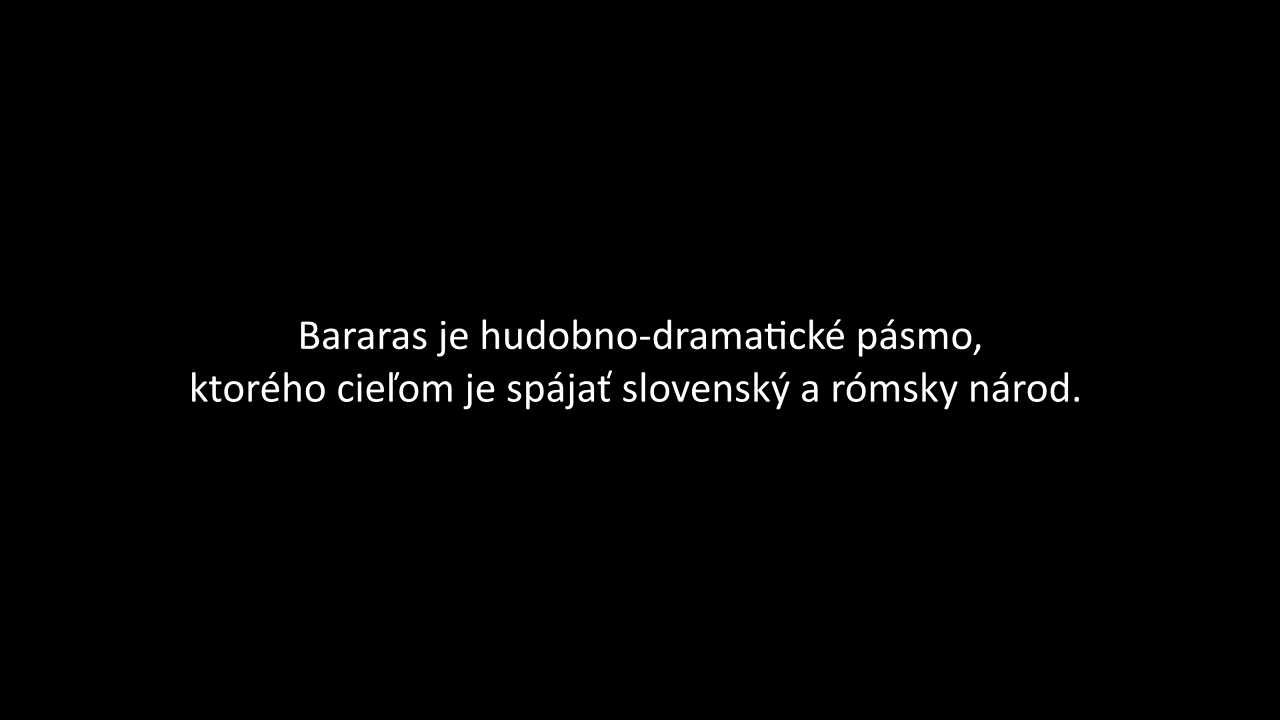 Bararas je hudobno-dramatické pásmo,
ktorého cieľom je spájať slovenský a rómsky národ.